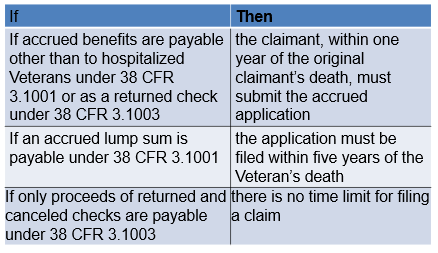 If
Then
If accrued benefits are payable
other than to hospitalized
Veterans under 38 CFR
3.1001 or as a returned check
under 38 CFR 3.1003
the claimant, within one
year of the original
claimant's death, must
submit the accrued
application
If an accrued lump sum is
payable under 38 CFR 3.1001
the application must be
filed within five years of the
Veteran's death
If only proceeds of returned and
canceled checks are payable
under 38 CFR 3.1003
there is no time limit for filing
a claim